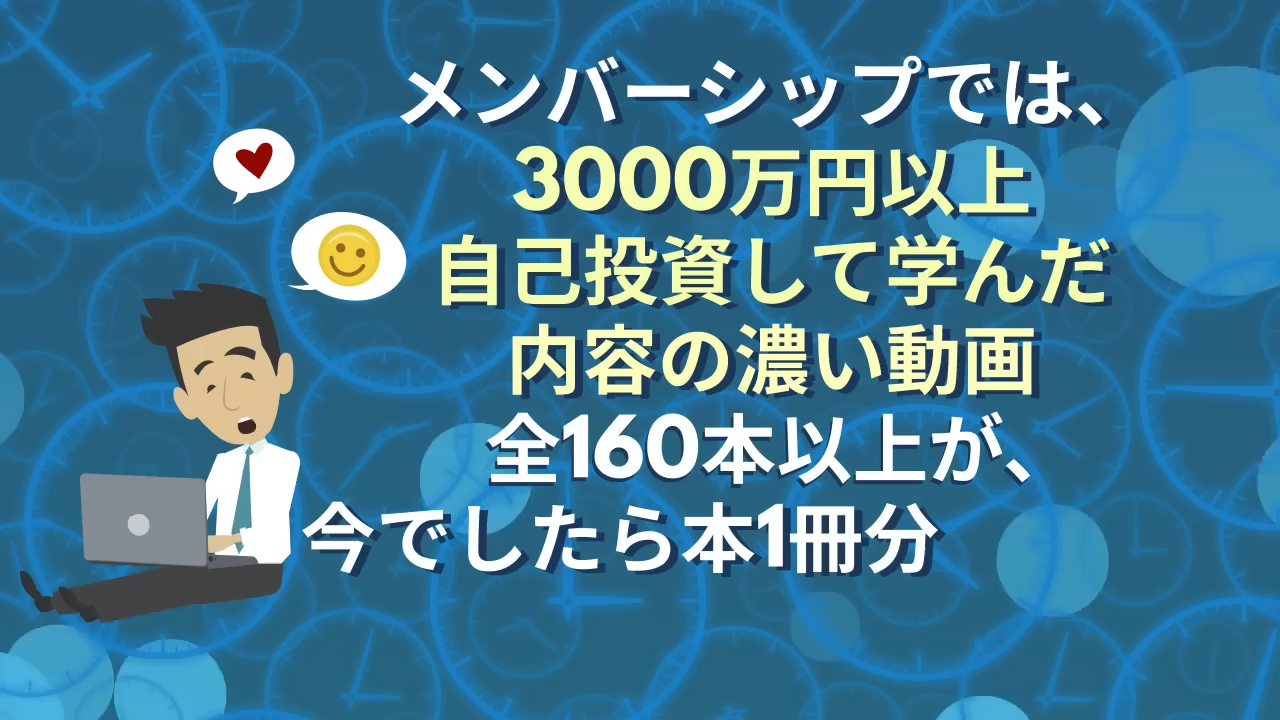 メンバーシップでは、
3000万円以上
自己投資して学んだ
内容の濃い動画
全160本以上が、
今でしたら本1冊分